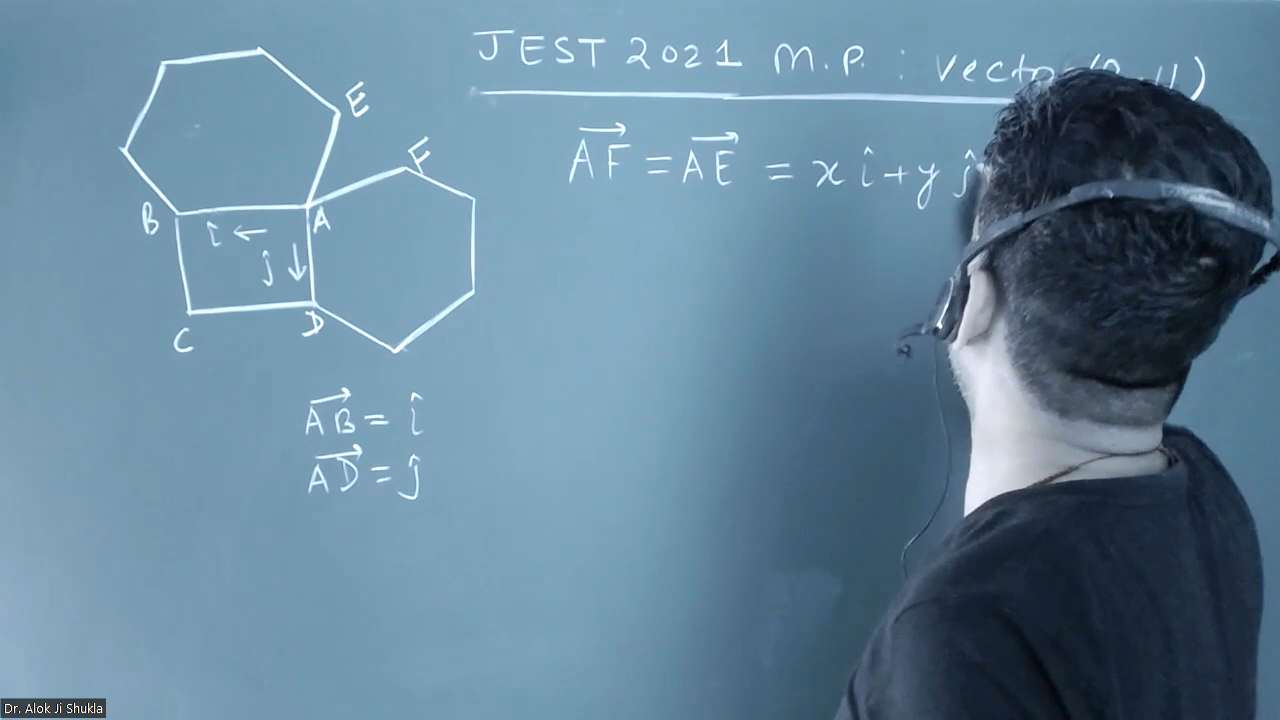 JEST 2021 M.P. : Vecto
E
F
AF = AE = x î + y ĵ
B
A
î ←
ĵ ↓
C
D
AB = î
AD = ĵ
Dr. Alok Ji Shukla